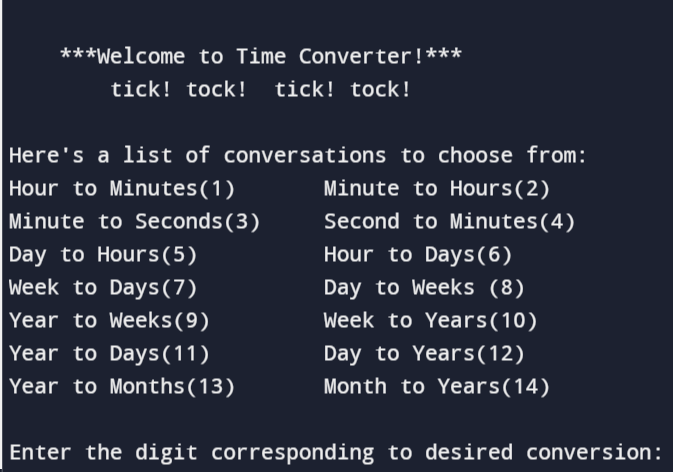 ***Welcome to Time Converter!***
tick! tock!  tick! tock!
Here's a list of conversations to choose from:
Hour to Minutes(1)       Minute to Hours(2)
Minute to Seconds(3)     Second to Minutes(4)
Day to Hours(5)          Hour to Days(6)
Week to Days(7)          Day to Weeks (8)
Year to Weeks(9)         Week to Years(10)
Year to Days(11)         Day to Years(12)
Year to Months(13)       Month to Years(14)
Enter the digit corresponding to desired conversion: